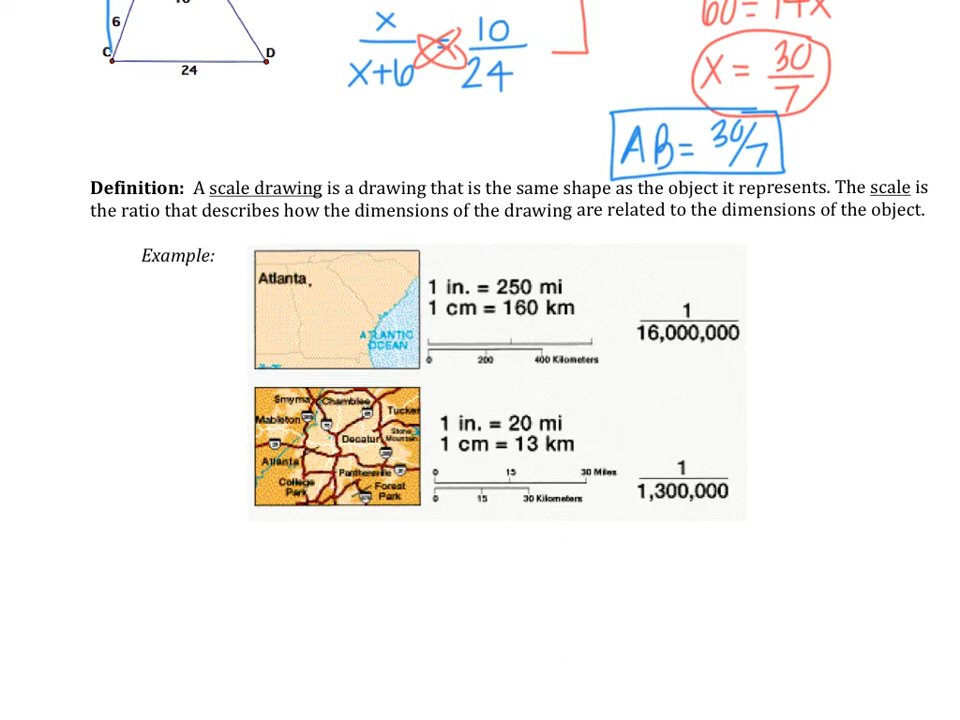 6
C
D
24
x
x+6
=
10
24
60 = 14x
x = 30/7
AB = 30/7
Definition: A scale drawing is a drawing that is the same shape as the object it represents. The scale is
the ratio that describes how the dimensions of the drawing are related to the dimensions of the object.
Example:
Atlanta
ATLANTIC
OCEAN
1 in. = 250 mi
1 cm = 160 km
0 200 400 Kilometers
1
16,000,000
Smyrna
Chamblee
Tucker
Mableton
Stone
Mountain
Decatur
Atlanta
Panthersville
College
Park
Forest
Park
1 in. = 20 mi
1 cm = 13 km
0 15 30 Miles
0 15 30 Kilometers
1
1,300,000